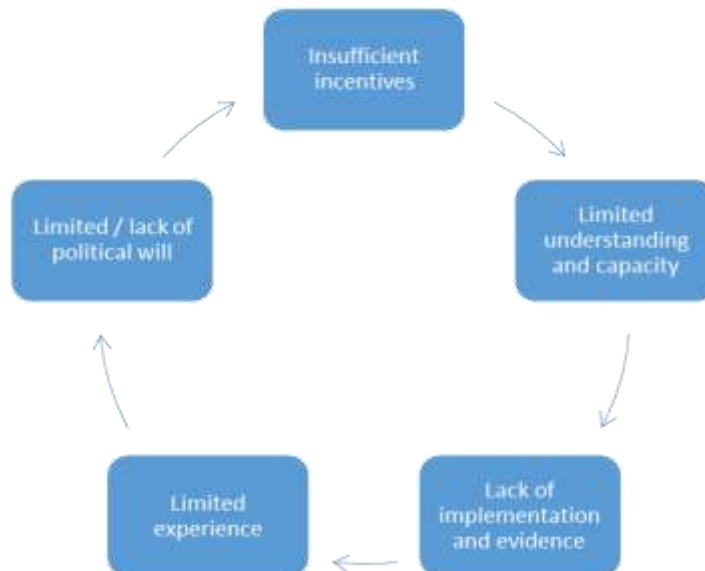 Insufficient
incentives
Limited
understanding
and capacity
Lack of
implementation
and evidence
Limited
experience
Limited / lack of
political will